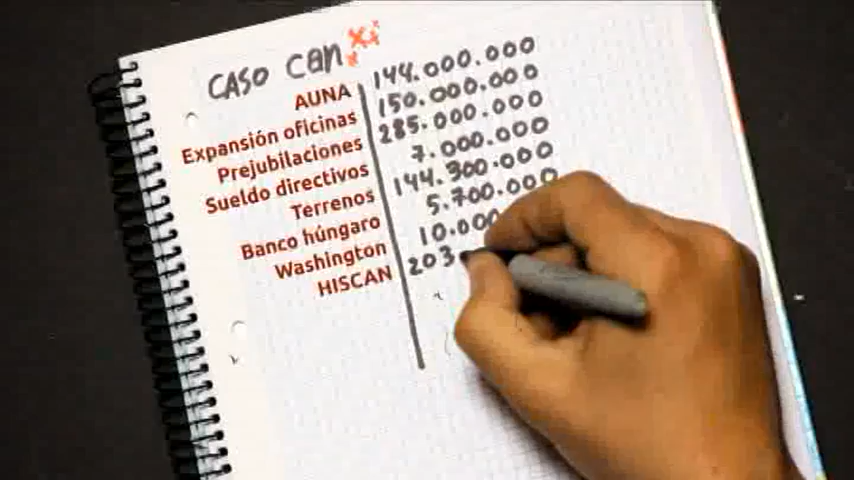 CASO CAN
AUNA 144.000.000
Expansión oficinas 150.000.000
Prejubilaciones 285.000.000
Sueldo directivos 7.000.000
Terrenos 144.300.000
Banco húngaro 5.700.000
Washington 10.000
HISCAN 203.